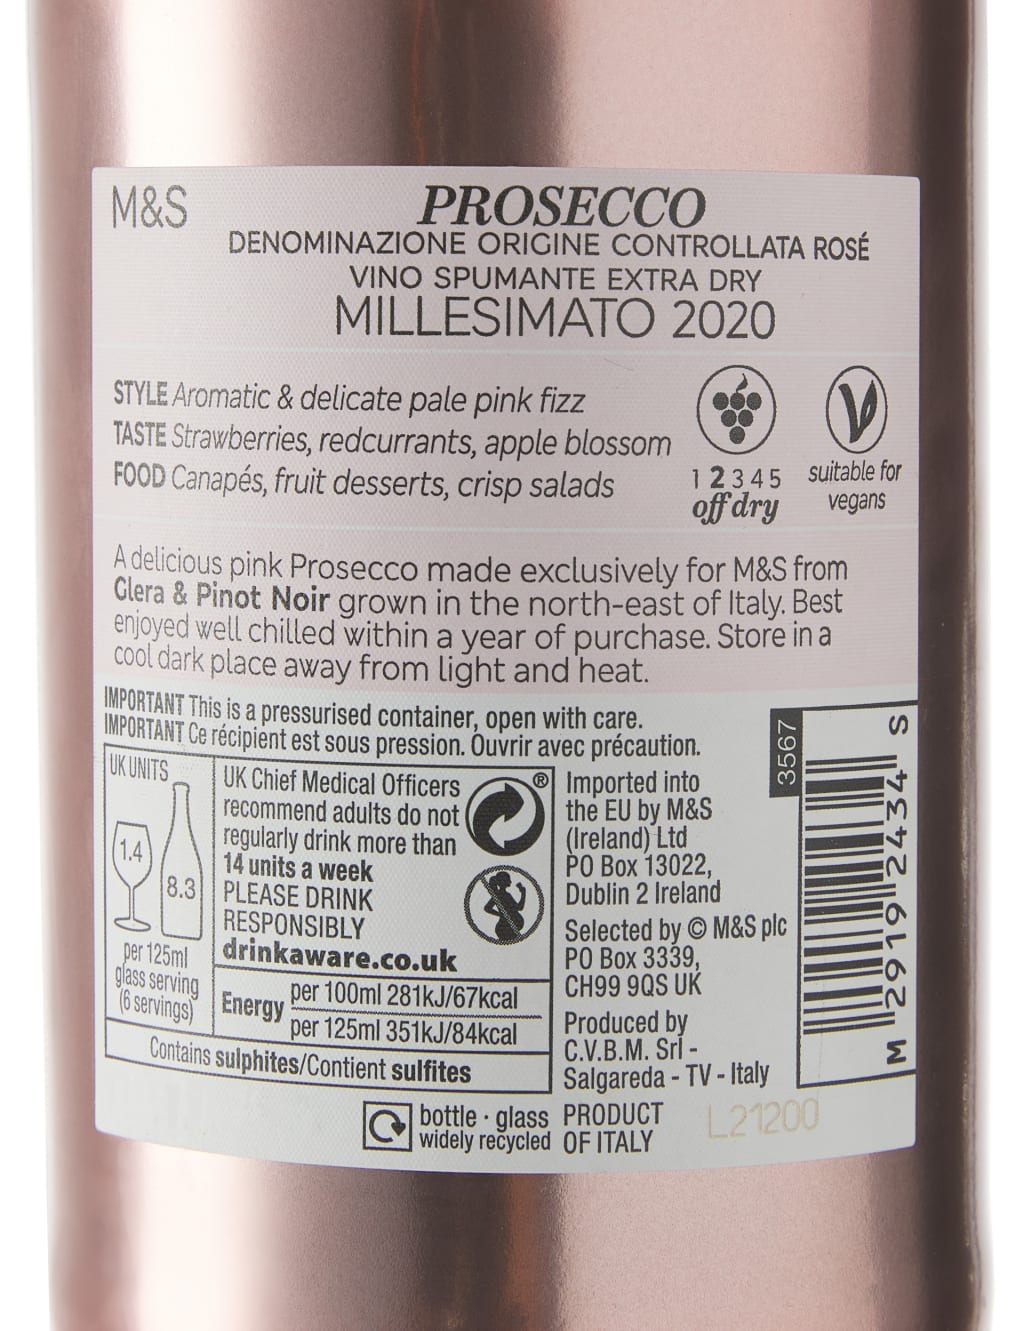 M&S
PROSECCO
DENOMINAZIONE ORIGINE CONTROLLATA ROSÉ
VINO SPUMANTE EXTRA DRY
MILLESIMATO 2020
STYLE Aromatic & delicate pale pink fizz
TASTE Strawberries, redcurrants, apple blossom
FOOD Canapés, fruit desserts, crisp salads
1 2 3 4 5
off dry
suitable for
vegans
A delicious pink Prosecco made exclusively for M&S from
Glera & Pinot Noir grown in the north-east of Italy. Best
enjoyed well chilled within a year of purchase. Store in a
cool dark place away from light and heat.
IMPORTANT This is a pressurised container, open with care.
IMPORTANT Ce récipient est sous pression. Ouvrir avec précaution.
UK UNITS
1.4
8.3
per 125ml
glass serving
(6 servings)
UK Chief Medical Officers
recommend adults do not
regularly drink more than
14 units a week
PLEASE DRINK
RESPONSIBLY
drinkaware.co.uk
®
Energy
per 100ml 281kJ/67kcal
per 125ml 351kJ/84kcal
Contains sulphites/Contient sulfites
Imported into
the EU by M&S
(Ireland) Ltd
PO Box 13022,
Dublin 2 Ireland
Selected by © M&S plc
PO Box 3339,
CH99 9QS UK
Produced by
C.V.B.M. Srl -
Salgareda - TV - Italy
3567
M 29192434 S
bottle · glass
widely recycled
PRODUCT
OF ITALY
L21200